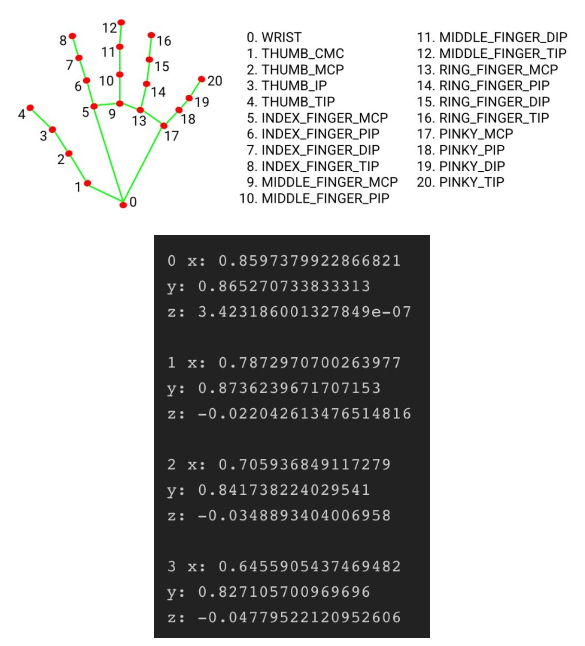 12
8
16
11
7
15
20
6
10
14
19
4
5
9
13
18
3
17
2
1
0
0. WRIST
1. THUMB_CMC
2. THUMB_MCP
3. THUMB_IP
4. THUMB_TIP
5. INDEX_FINGER_MCP
6. INDEX_FINGER_PIP
7. INDEX_FINGER_DIP
8. INDEX_FINGER_TIP
9. MIDDLE_FINGER_MCP
10. MIDDLE_FINGER_PIP
11. MIDDLE_FINGER_DIP
12. MIDDLE_FINGER_TIP
13. RING_FINGER_MCP
14. RING_FINGER_PIP
15. RING_FINGER_DIP
16. RING_FINGER_TIP
17. PINKY_MCP
18. PINKY_PIP
19. PINKY_DIP
20. PINKY_TIP
0 x: 0.8597379922866821
y: 0.865270733833313
z: 3.423186001327849e-07
1 x: 0.7872970700263977
y: 0.8736239671707153
z: -0.022042613476514816
2 x: 0.705936849117279
y: 0.841738224029541
z: -0.0348893404006958
3 x: 0.6455905437469482
y: 0.827105700969696
z: -0.04779522120952606